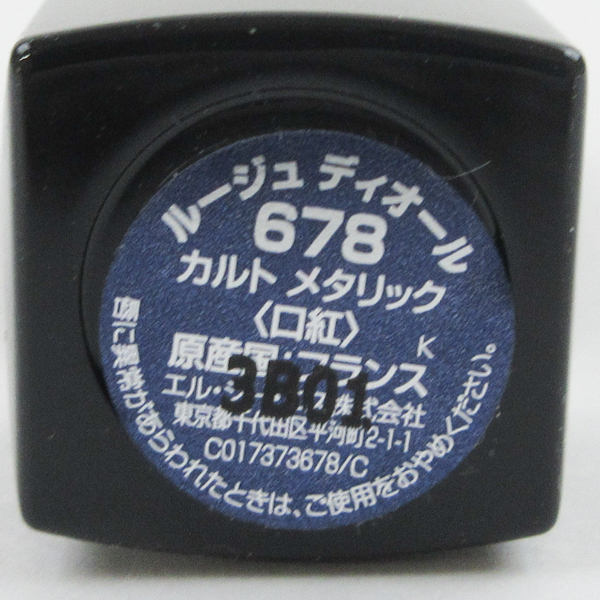 ルージュ ディオール
678
カルト メタリック
〈口紅〉
K
原産国・フランス
3B01
株式会社
東京都千代田区平河町2-1-1
C017373678/C
唇に異常があらわれたときは、ご使用をおやめください。